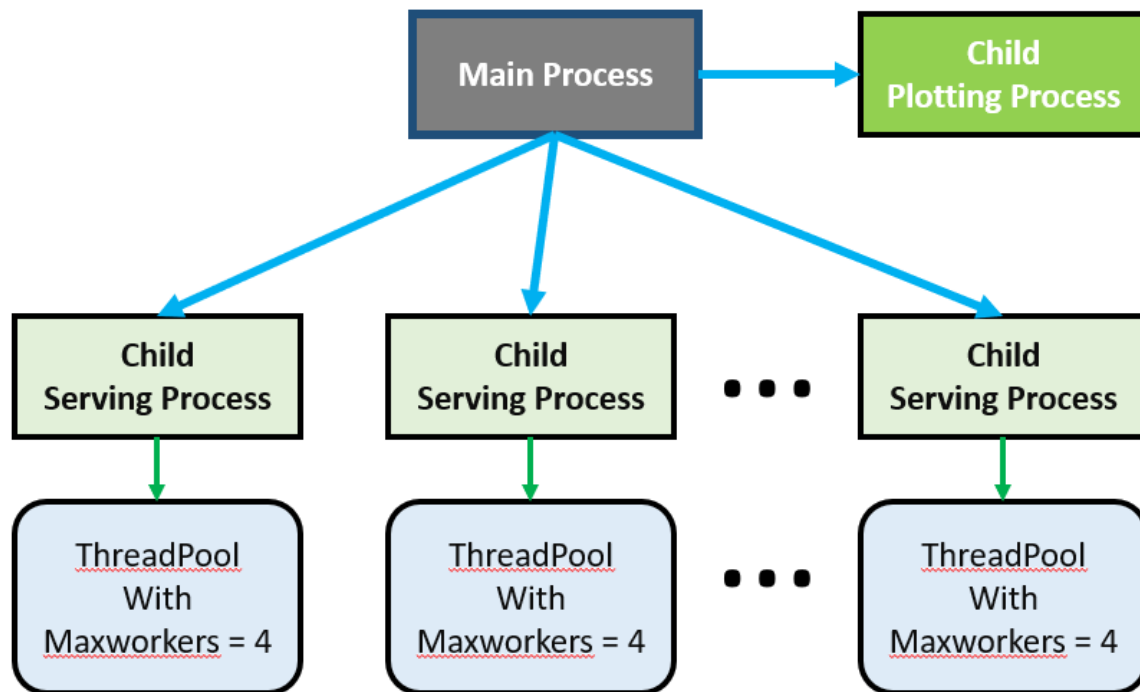 Main Process
Child
Plotting Process
Child
Serving Process
Child
Serving Process
Child
Serving Process
ThreadPool
With
Maxworkers = 4
ThreadPool
With
Maxworkers = 4
ThreadPool
With
Maxworkers = 4